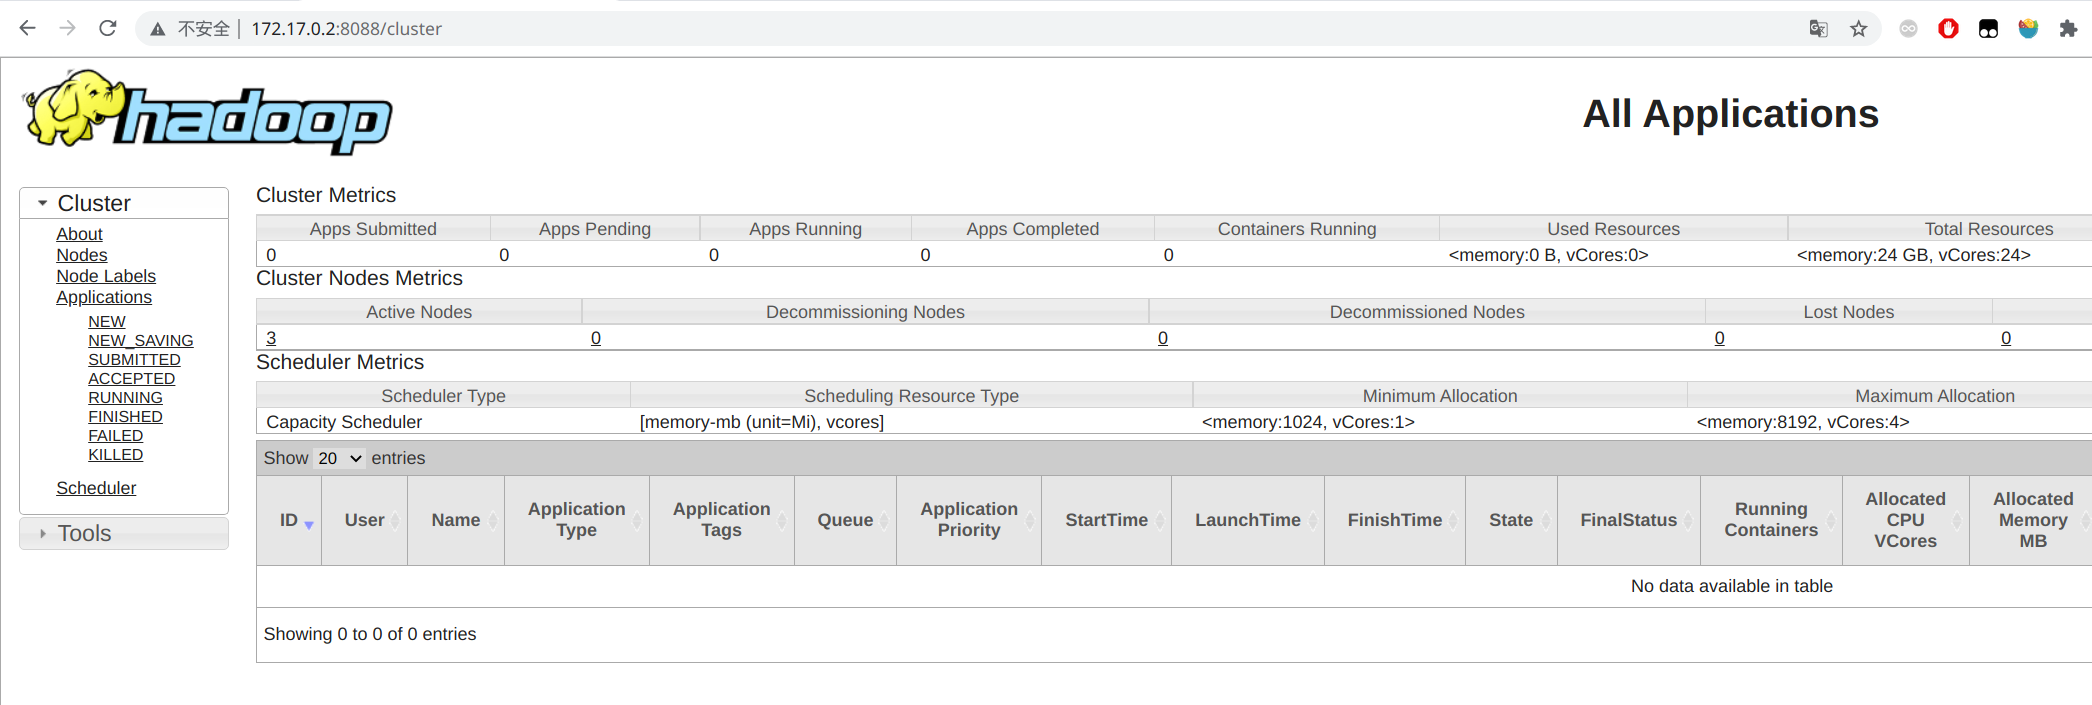 不安全 172.17.0.2:8088/cluster
hadoop
All Applications
Cluster
About
Nodes
Node Labels
Applications
NEW
NEW_SAVING
SUBMITTED
ACCEPTED
RUNNING
FINISHED
FAILED
KILLED
Scheduler
Tools
Cluster Metrics
Apps Submitted Apps Pending Apps Running Apps Completed Containers Running Used Resources Total Resources
0 0 0 0 0 <memory:0 B, vCores:0> <memory:24 GB, vCores:24>
Cluster Nodes Metrics
Active Nodes Decommissioning Nodes Decommissioned Nodes Lost Nodes
3 0 0 0 0
Scheduler Metrics
Scheduler Type Scheduling Resource Type Minimum Allocation Maximum Allocation
Capacity Scheduler [memory-mb (unit=Mi), vcores] <memory:1024, vCores:1> <memory:8192, vCores:4>
Show 20 entries
ID User Name Application Type Application Tags Queue Application Priority StartTime LaunchTime FinishTime State FinalStatus Running Containers Allocated CPU VCores Allocated Memory MB
No data available in table
Showing 0 to 0 of 0 entries